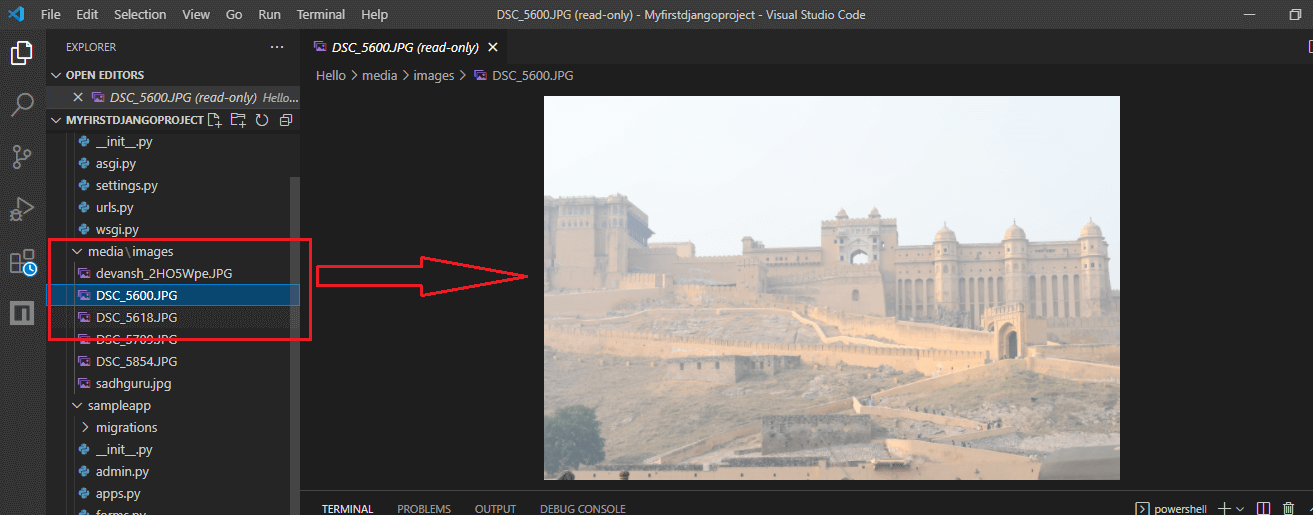 File Edit Selection View Go Run Terminal Help DSC_5600.JPG (read-only) - Myfirstdjangoproject - Visual Studio Code
EXPLORER
DSC_5600.JPG (read-only)
Hello > media > images > DSC_5600.JPG
OPEN EDITORS
DSC_5600.JPG (read-only) Hello...
MYFIRSTDJANGOPROJECT
__init__.py
asgi.py
settings.py
urls.py
wsgi.py
media\images
devansh_2HO5Wpe.JPG
DSC_5600.JPG
DSC_5618.JPG
DSC_5709.JPG
DSC_5854.JPG
sadhguru.jpg
sampleapp
migrations
__init__.py
admin.py
apps.py
forms.py
TERMINAL PROBLEMS OUTPUT DEBUG CONSOLE powershell